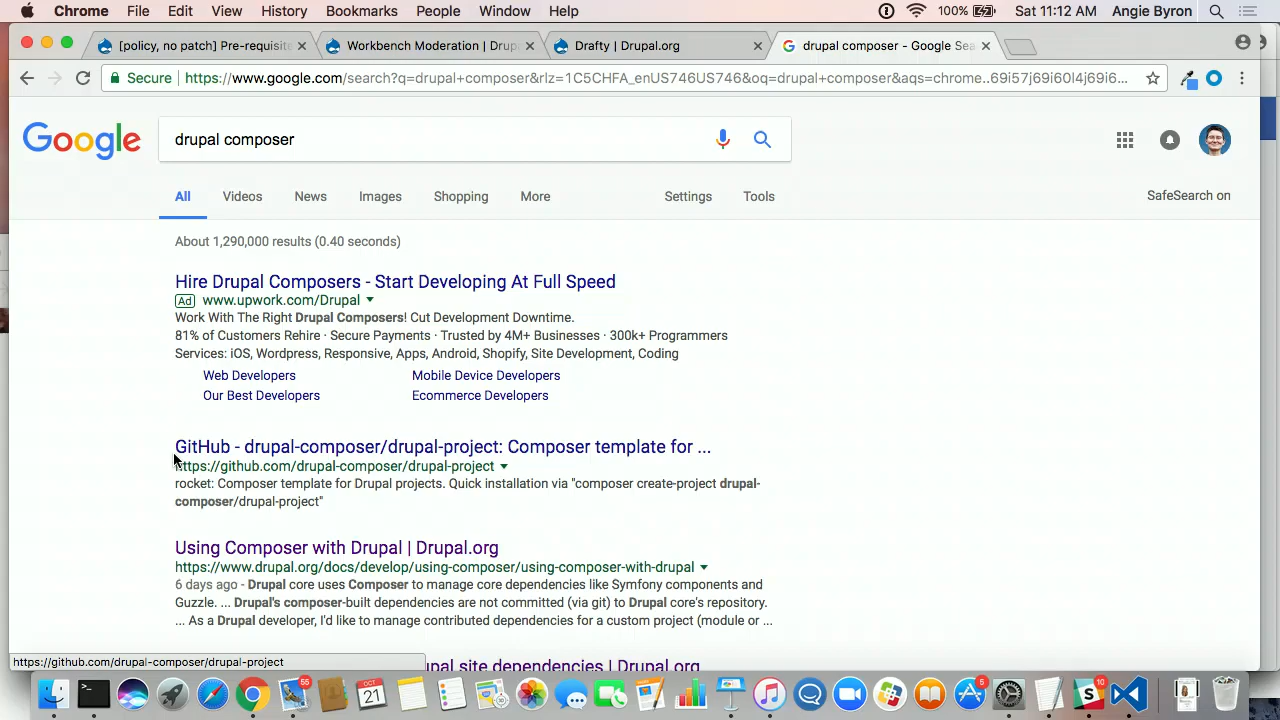 Chrome File Edit View History Bookmarks People Window Help 100% Sat 11:12 AM Angie Byron
[policy, no patch] Pre-requisite Workbench Moderation | Drup Drafty | Drupal.org drupal composer - Google Sea
Secure https://www.google.com/search?q=drupal+composer&rlz=1C5CHFA_enUS746US746&oq=drupal+composer&aqs=chrome..69i57j69i60l4j69i6...
Google drupal composer
All Videos News Images Shopping More Settings Tools SafeSearch on
About 1,290,000 results (0.40 seconds)
Hire Drupal Composers - Start Developing At Full Speed
Ad www.upwork.com/Drupal
Work With The Right Drupal Composers! Cut Development Downtime.
81% of Customers Rehire · Secure Payments · Trusted by 4M+ Businesses · 300k+ Programmers
Services: iOS, Wordpress, Responsive, Apps, Android, Shopify, Site Development, Coding
Web Developers Mobile Device Developers
Our Best Developers Ecommerce Developers
GitHub - drupal-composer/drupal-project: Composer template for ...
https://github.com/drupal-composer/drupal-project
rocket: Composer template for Drupal projects. Quick installation via "composer create-project drupal-
composer/drupal-project"
Using Composer with Drupal | Drupal.org
https://www.drupal.org/docs/develop/using-composer/using-composer-with-drupal
6 days ago - Drupal core uses Composer to manage core dependencies like Symfony components and
Guzzle. ... Drupal's composer-built dependencies are not committed (via git) to Drupal core's repository.
... As a Drupal developer, I'd like to manage contributed dependencies for a custom project (module or ...
https://github.com/drupal-composer/drupal-project
upal site dependencies | Drupal.org
55
OCT
21
5
10